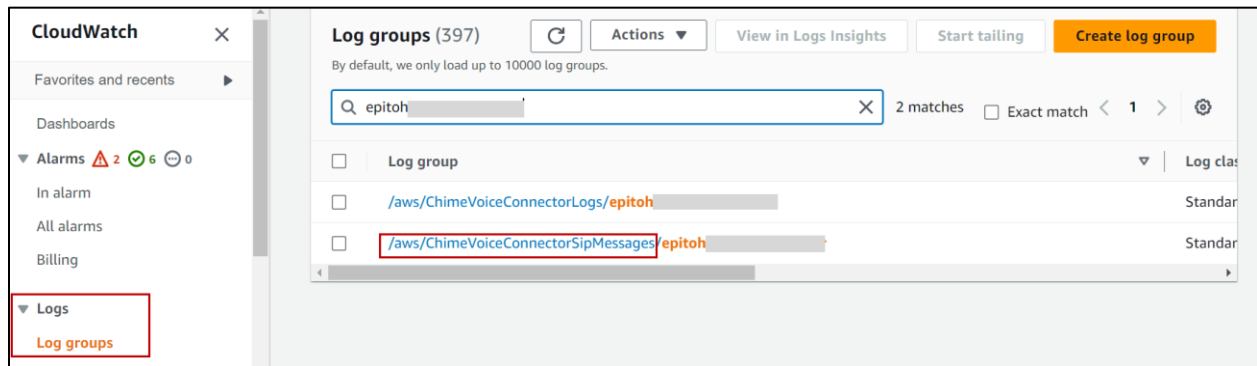 CloudWatch
Favorites and recents
Dashboards
Alarms 2 6 0
In alarm
All alarms
Billing
Logs
Log groups
Log groups (397)
Actions
View in Logs Insights
Start tailing
Create log group
By default, we only load up to 10000 log groups.
epitoh
2 matches
Exact match
1
Log group
Log clas
/aws/ChimeVoiceConnectorLogs/epitoh
Standar
/aws/ChimeVoiceConnectorSipMessages/epitoh
Standar